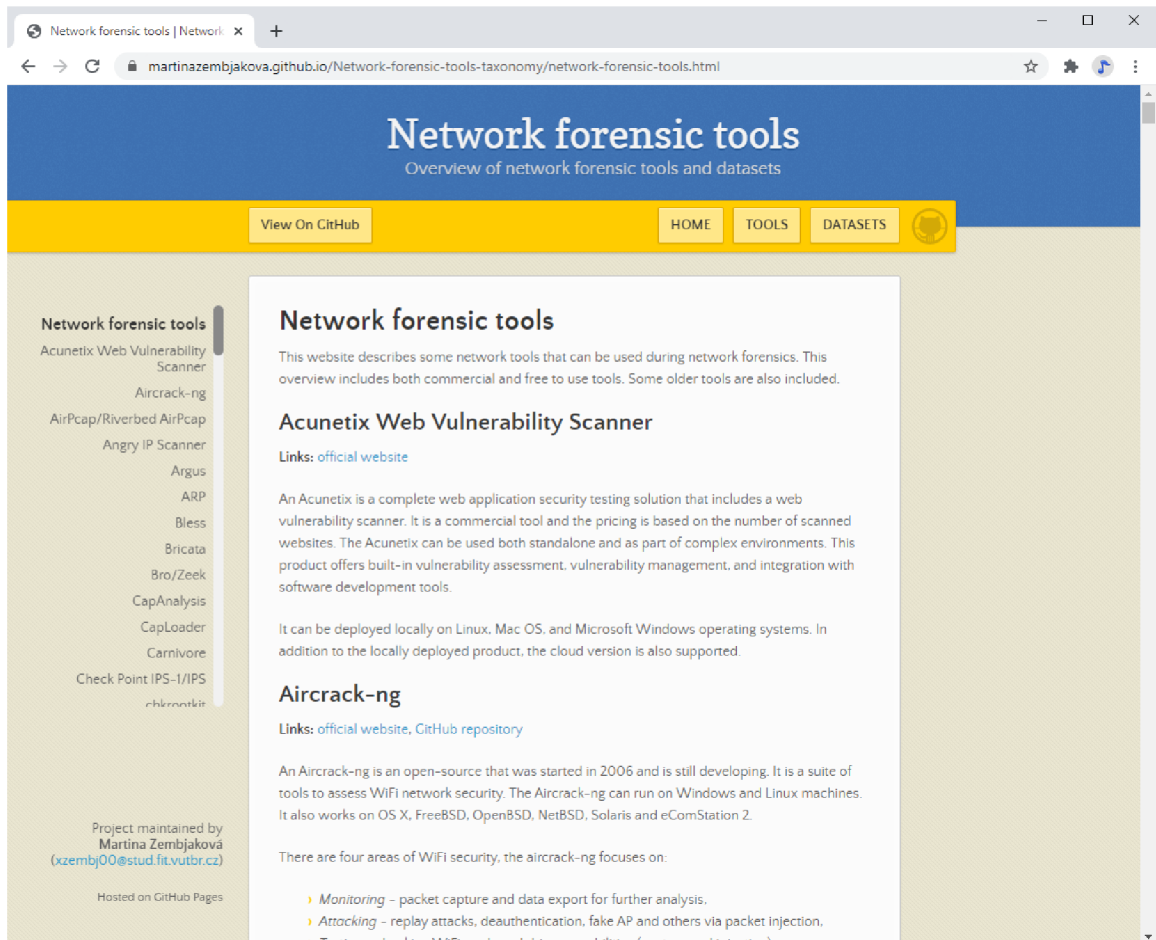 Network forensic tools | Network
martinazembjakova.github.io/Network-forensic-tools-taxonomy/network-forensic-tools.html
Network forensic tools
Overview of network forensic tools and datasets
View On GitHub
HOME
TOOLS
DATASETS
Network forensic tools
Acunetix Web Vulnerability
Scanner
Aircrack-ng
AirPcap/Riverbed AirPcap
Angry IP Scanner
Argus
ARP
Bless
Bricata
Bro/Zeek
CapAnalysis
CapLoader
Carnivore
Check Point IPS-1/IPS
chkrootkit
Project maintained by
Martina Zembjaková
(xzembj00@stud.fit.vutbr.cz)
Hosted on GitHub Pages
Network forensic tools
This website describes some network tools that can be used during network forensics. This
overview includes both commercial and free to use tools. Some older tools are also included.
Acunetix Web Vulnerability Scanner
Links: official website
An Acunetix is a complete web application security testing solution that includes a web
vulnerability scanner. It is a commercial tool and the pricing is based on the number of scanned
websites. The Acunetix can be used both standalone and as part of complex environments. This
product offers built-in vulnerability assessment, vulnerability management, and integration with
software development tools.
It can be deployed locally on Linux, Mac OS, and Microsoft Windows operating systems. In
addition to the locally deployed product, the cloud version is also supported.
Aircrack-ng
Links: official website, GitHub repository
An Aircrack-ng is an open-source that was started in 2006 and is still developing. It is a suite of
tools to assess WiFi network security. The Aircrack-ng can run on Windows and Linux machines.
It also works on OS X, FreeBSD, OpenBSD, NetBSD, Solaris and eComStation 2.
There are four areas of WiFi security, the aircrack-ng focuses on:
Monitoring - packet capture and data export for further analysis,
Attacking - replay attacks, deauthentication, fake AP and others via packet injection,